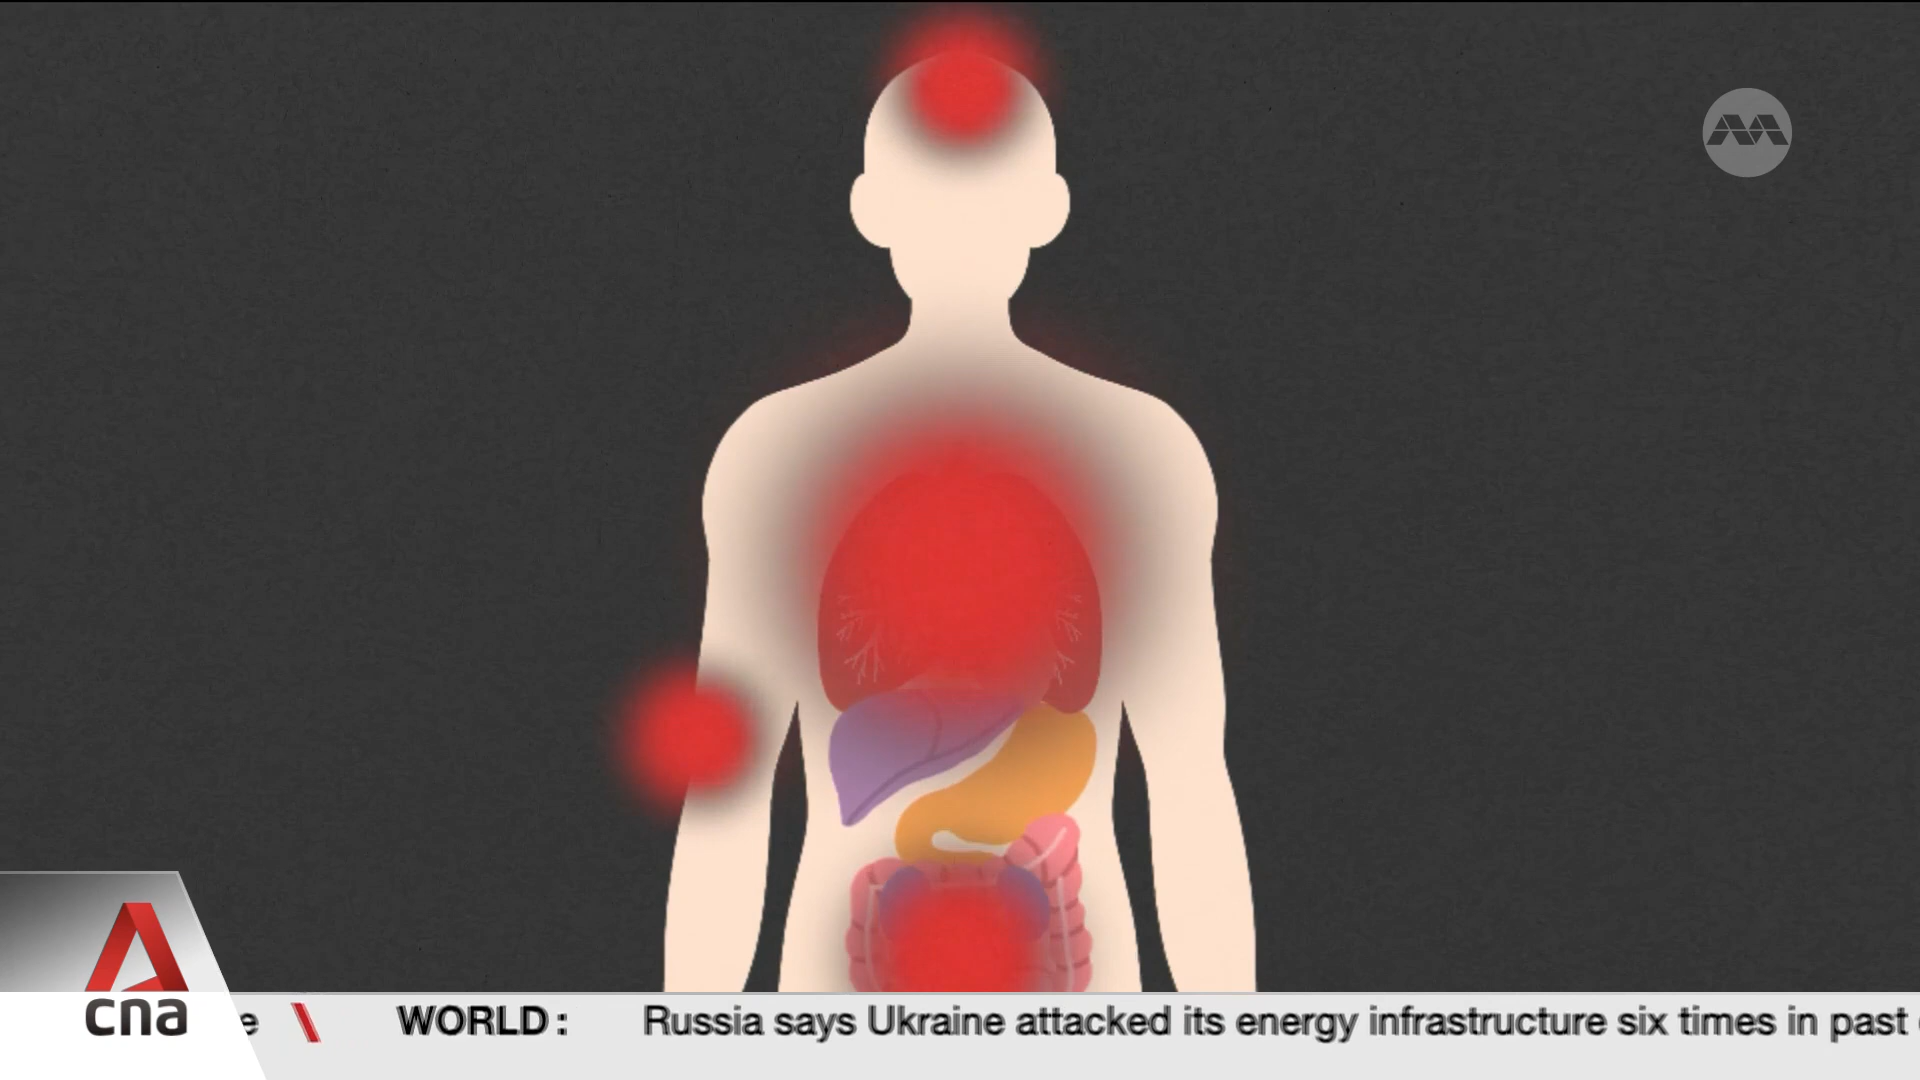 cna
e
WORLD: Russia says Ukraine attacked its energy infrastructure six times in past